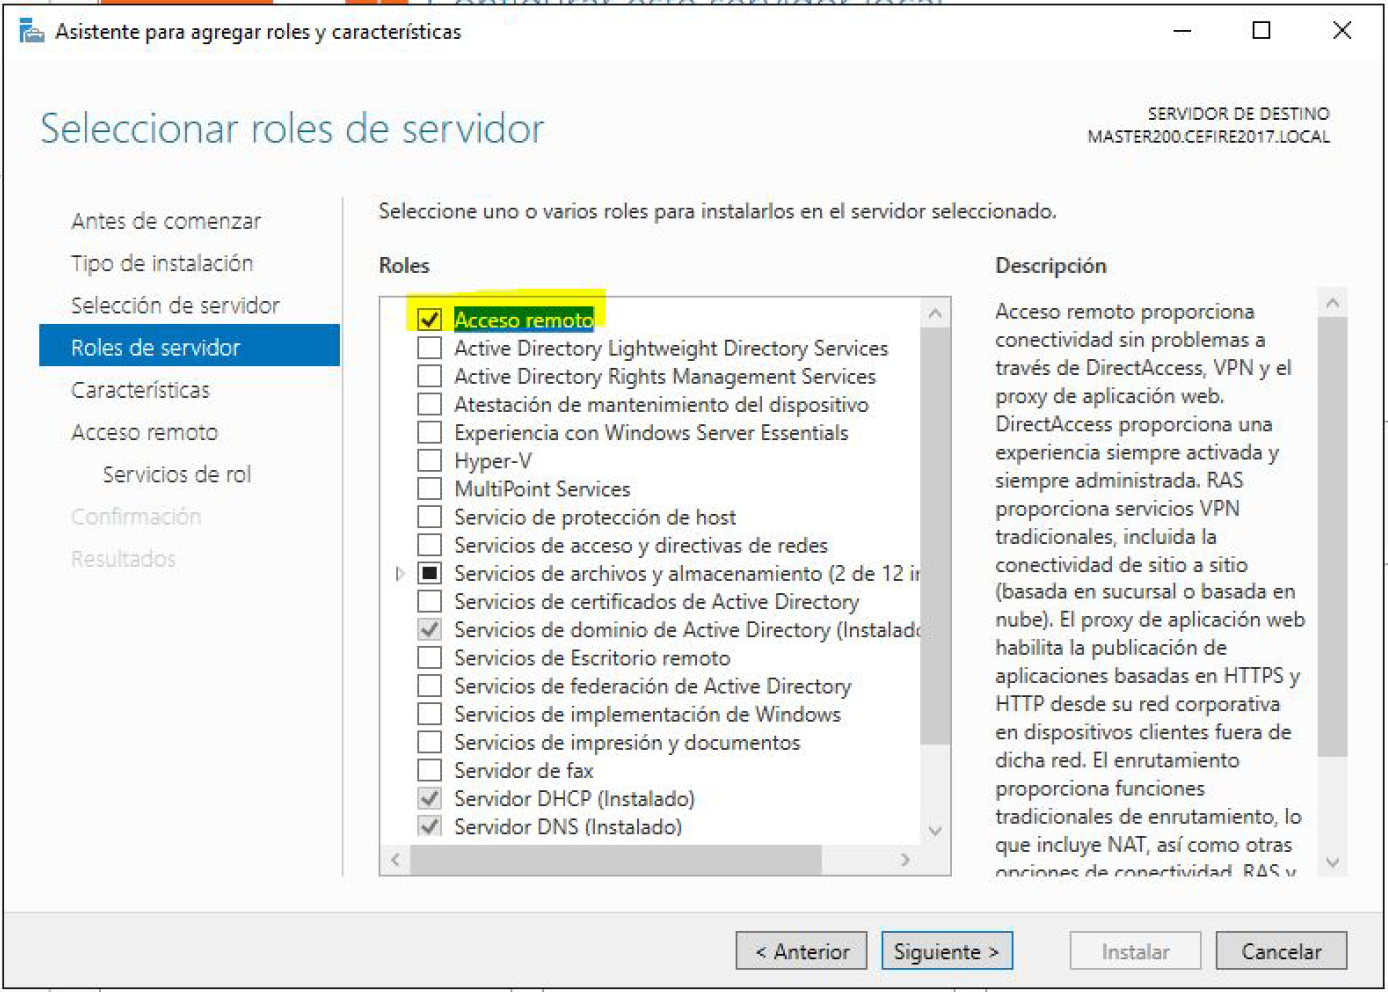 Configurar este servidor local
Asistente para agregar roles y características
Seleccionar roles de servidor
SERVIDOR DE DESTINO
MASTER200.CEFIRE2017.LOCAL
Antes de comenzar
Tipo de instalación
Selección de servidor
Roles de servidor
Características
Acceso remoto
Servicios de rol
Confirmación
Resultados
Seleccione uno o varios roles para instalarlos en el servidor seleccionado.
Roles
Acceso remoto
Active Directory Lightweight Directory Services
Active Directory Rights Management Services
Atestación de mantenimiento del dispositivo
Experiencia con Windows Server Essentials
Hyper-V
MultiPoint Services
Servicio de protección de host
Servicios de acceso y directivas de redes
Servicios de archivos y almacenamiento (2 de 12 in
Servicios de certificados de Active Directory
Servicios de dominio de Active Directory (Instalado
Servicios de Escritorio remoto
Servicios de federación de Active Directory
Servicios de implementación de Windows
Servicios de impresión y documentos
Servidor de fax
Servidor DHCP (Instalado)
Servidor DNS (Instalado)
Descripción
Acceso remoto proporciona
conectividad sin problemas a
través de DirectAccess, VPN y el
proxy de aplicación web.
DirectAccess proporciona una
experiencia siempre activada y
siempre administrada. RAS
proporciona servicios VPN
tradicionales, incluida la
conectividad de sitio a sitio
(basada en sucursal o basada en
nube). El proxy de aplicación web
habilita la publicación de
aplicaciones basadas en HTTPS y
HTTP desde su red corporativa
en dispositivos clientes fuera de
dicha red. El enrutamiento
proporciona funciones
tradicionales de enrutamiento, lo
que incluye NAT, así como otras
opciones de conectividad. RAS y
< Anterior
Siguiente >
Instalar
Cancelar